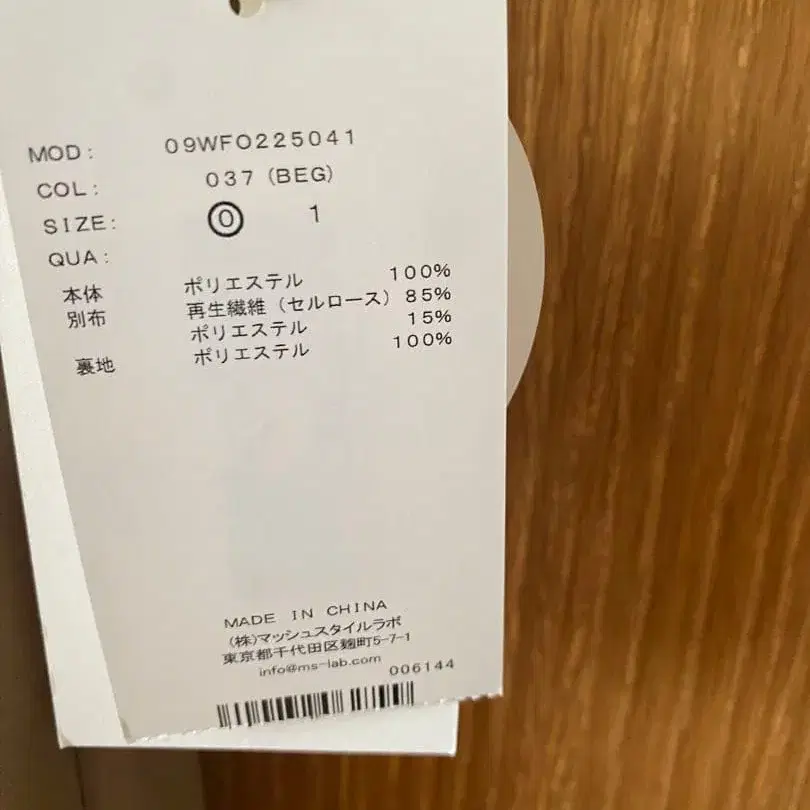 MOD: 09WFO225041
COL: 037 (BEG)
SIZE: 0 1
QUA:
本体 ポリエステル 100%
別布 再生繊維 (セルロース) 85%
ポリエステル 15%
裏地 ポリエステル 100%
MADE IN CHINA
(株)マッシュスタイルラボ
東京都千代田区麹町5-7-1
info@ms-lab.com
006144